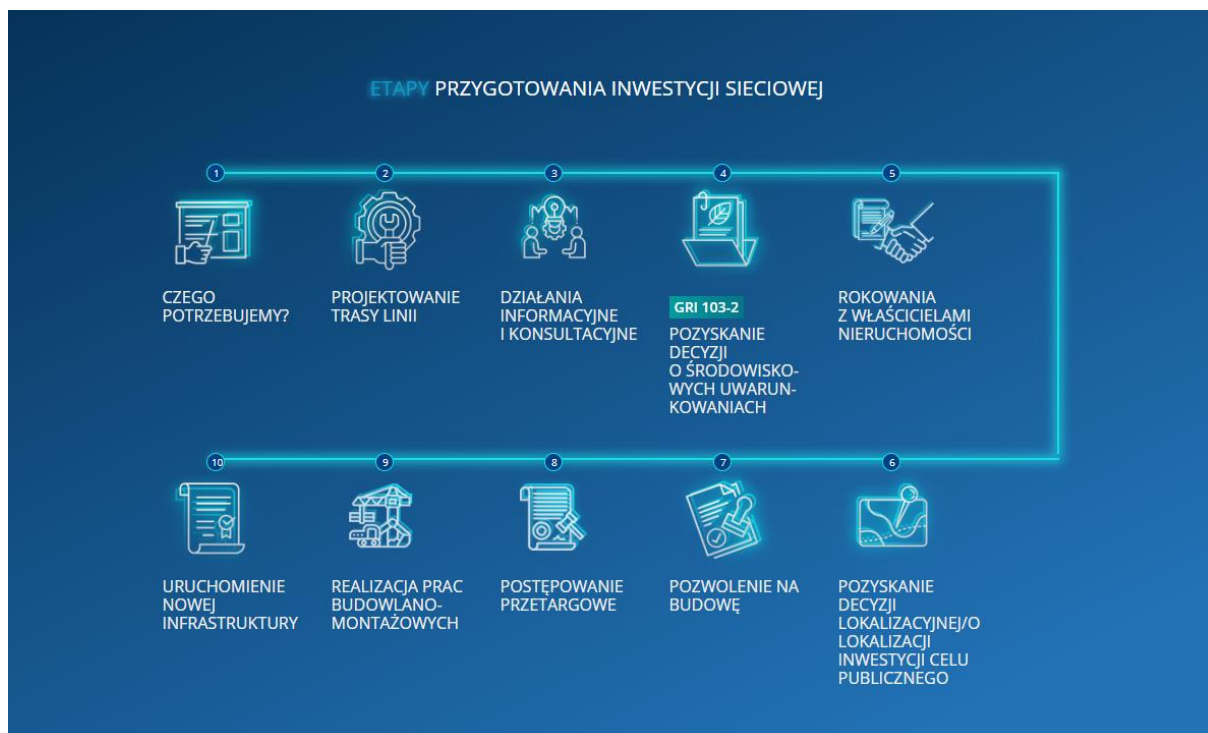 ETAPY PRZYGOTOWANIA INWESTYCJI SIECIOWEJ
1
CZEGO
POTRZEBUJEMY?
2
PROJEKTOWANIE
TRASY LINII
3
DZIAŁANIA
INFORMACYJNE
I KONSULTACYJNE
4
GRI 103-2
POZYSKANIE
DECYZJI
O ŚRODOWISKO-
WYCH UWARUN-
KOWANIACH
5
ROKOWANIA
Z WŁAŚCICIELAMI
NIERUCHOMOŚCI
6
POZYSKANIE
DECYZJI
LOKALIZACYJNEJ/O
LOKALIZACJI
INWESTYCJI CELU
PUBLICZNEGO
7
POZWOLENIE NA
BUDOWĘ
8
POSTĘPOWANIE
PRZETARGOWE
9
REALIZACJA PRAC
BUDOWLANO-
MONTAŻOWYCH
10
URUCHOMIENIE
NOWEJ
INFRASTRUKTURY